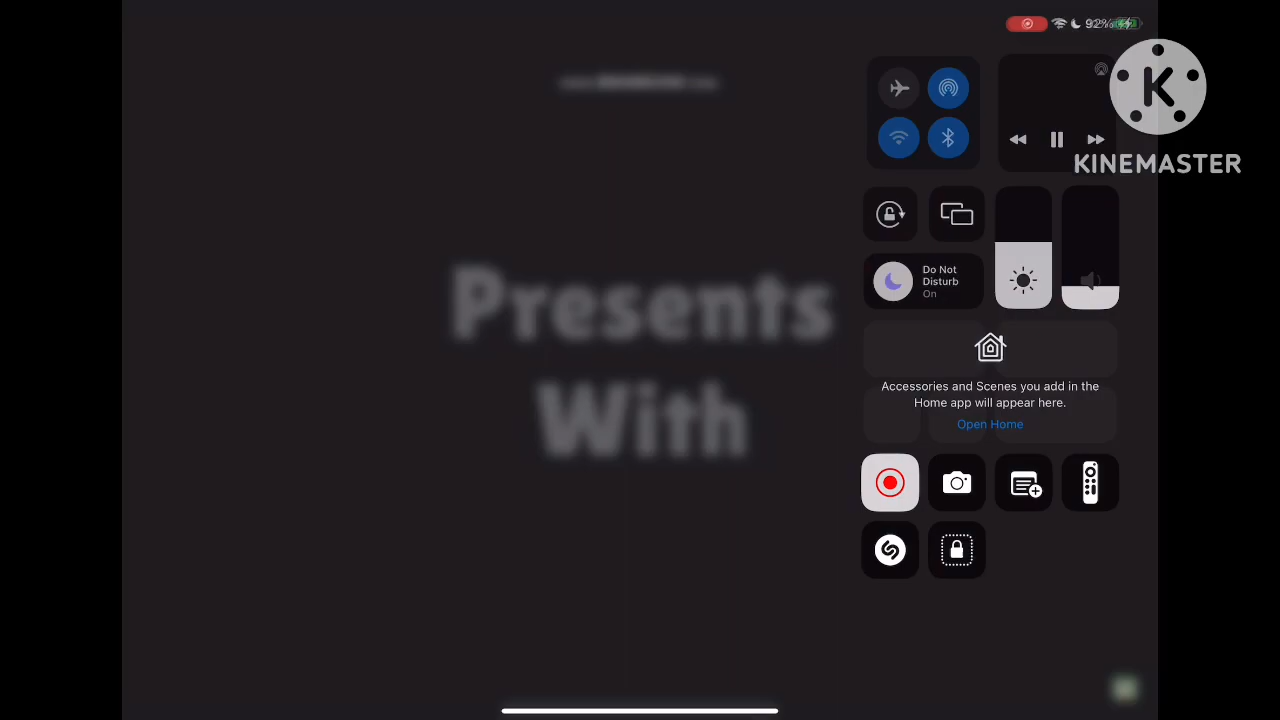 92%
K
KINEMASTER
Do Not
Disturb
On
Presents
With
Accessories and Scenes you add in the
Home app will appear here.
Open Home